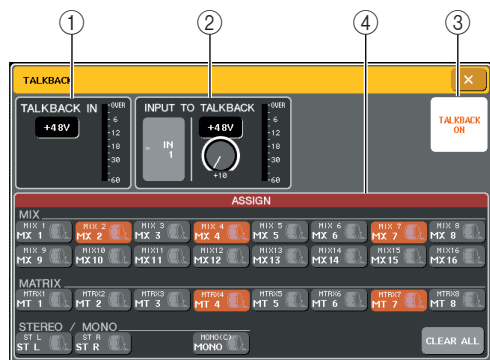 ① ② ③ ④
TALKBACK
×
TALKBACK IN
+48V
OVER
6
12
18
30
60
INPUT TO TALKBACK
IN
1
+48V
+10
OVER
6
12
18
30
60
TALKBACK
ON
ASSIGN
MIX
MIX 1 MIX 2 MIX 3 MIX 4 MIX 5 MIX 6 MIX 7 MIX 8
MX 1 MX 2 MX 3 MX 4 MX 5 MX 6 MX 7 MX 8
MIX 9 MIX10 MIX11 MIX12 MIX13 MIX14 MIX15 MIX16
MX 9 MX10 MX11 MX12 MX13 MX14 MX15 MX16
MATRIX
MTRX1 MTRX2 MTRX3 MTRX4 MTRX5 MTRX6 MTRX7 MTRX8
MT 1 MT 2 MT 3 MT 4 MT 5 MT 6 MT 7 MT 8
STEREO / MONO
ST L ST R MONO(C)
ST L ST R MONO
CLEAR ALL